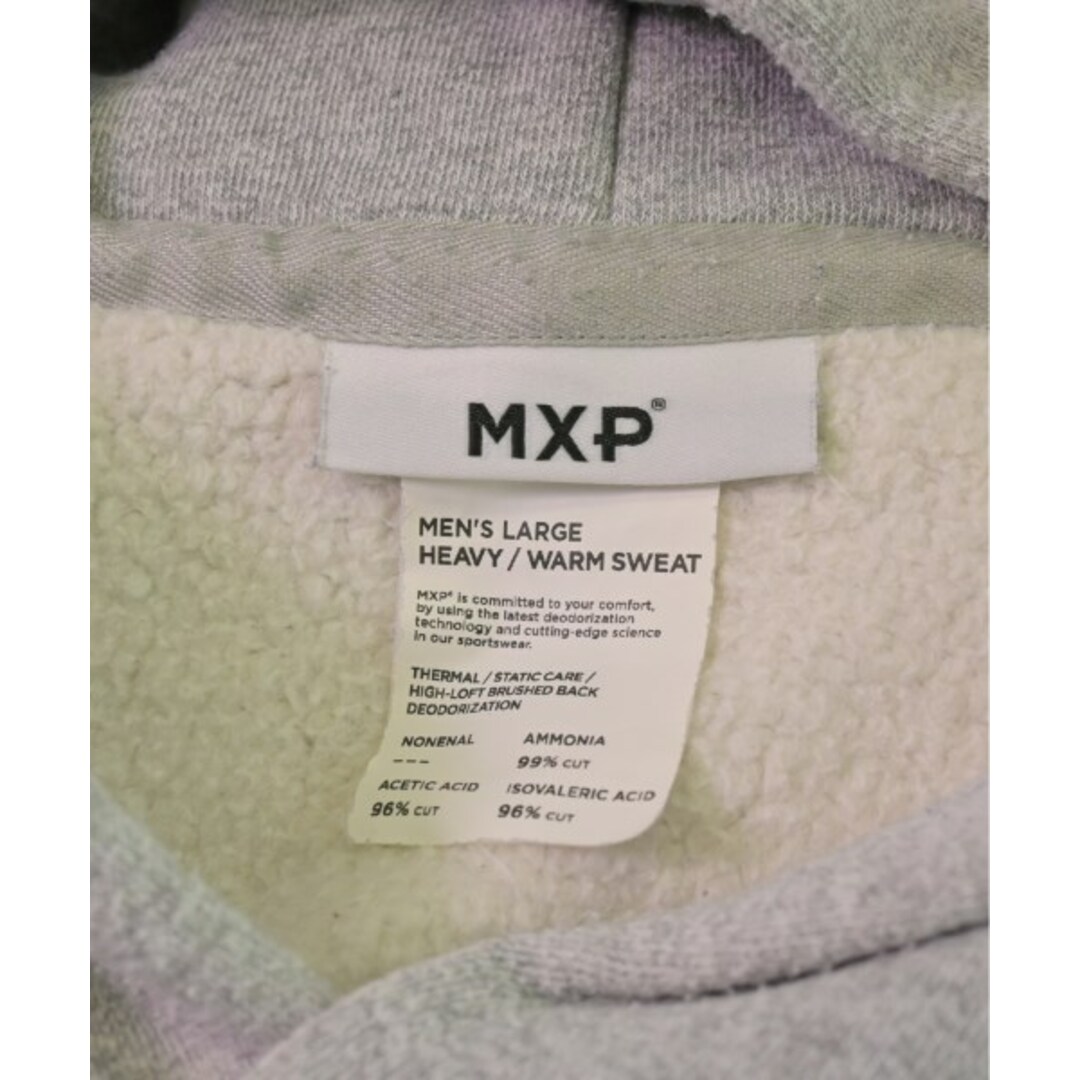 MXP®
MEN'S LARGE
HEAVY / WARM SWEAT
MXP® is committed to your comfort,
by using the latest deodorization
technology and cutting-edge science
in our sportswear.
THERMAL / STATIC CARE /
HIGH-LOFT BRUSHED BACK
DEODORIZATION
NONENAL AMMONIA
--- 99% CUT
ACETIC ACID ISOVALERIC ACID
96% CUT 96% CUT